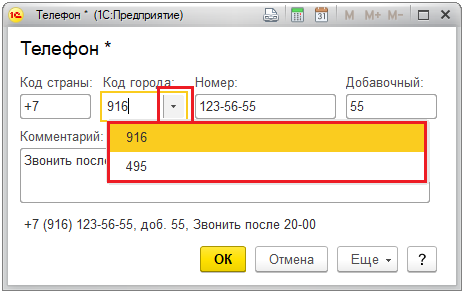 Телефон * (1С:Предприятие)
M M+ M-
Телефон *
Код страны: Код города: Номер: Добавочный:
+7 916 123-56-55 55
916
Комментарий:
495
Звонить после
+7 (916) 123-56-55, доб. 55, Звонить после 20-00
ОК Отмена Еще ?